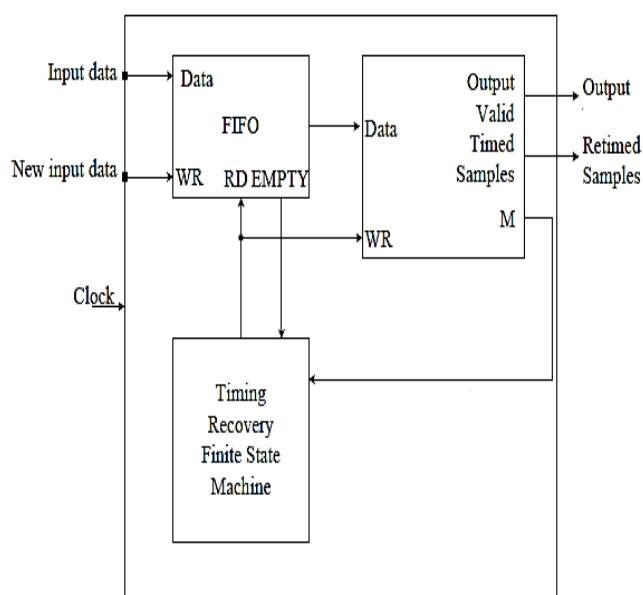 Input data
Data
FIFO
New input data
WR
RD EMPTY
Data
WR
Output
Valid
Timed
Samples
M
Output
Retimed
Samples
Clock
Timing
Recovery
Finite State
Machine